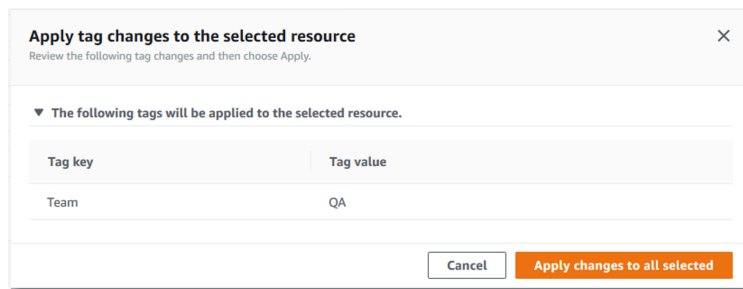 Apply tag changes to the selected resource
Review the following tag changes and then choose Apply.
The following tags will be applied to the selected resource.
Tag key Tag value
Team QA
Cancel Apply changes to all selected